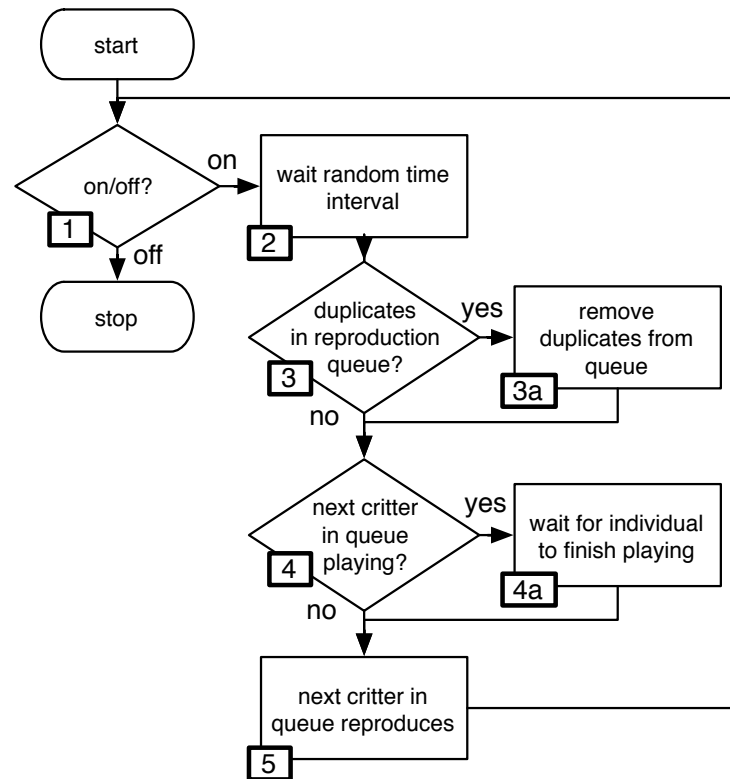 start
on/off?
on
1
off
stop
wait random time
interval
2
duplicates
in reproduction
queue?
3
yes
remove
duplicates from
queue
3a
no
next critter
in queue
playing?
4
yes
wait for individual
to finish playing
4a
no
next critter in
queue reproduces
5